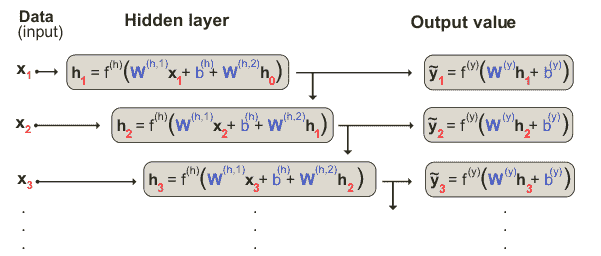 Data Hidden layer Output value
(input)
x₁ h₁ = f⁽ʰ⁾(W⁽ʰ,¹⁾x₁+ b⁽ʰ⁾+ W⁽ʰ,²⁾h₀) ỹ₁ = f⁽ʸ⁾(W⁽ʸ⁾h₁+ b⁽ʸ⁾)
x₂ h₂ = f⁽ʰ⁾(W⁽ʰ,¹⁾x₂+ b⁽ʰ⁾+ W⁽ʰ,²⁾h₁) ỹ₂ = f⁽ʸ⁾(W⁽ʸ⁾h₂+ b⁽ʸ⁾)
x₃ h₃ = f⁽ʰ⁾(W⁽ʰ,¹⁾x₃+ b⁽ʰ⁾+ W⁽ʰ,²⁾h₂) ỹ₃ = f⁽ʸ⁾(W⁽ʸ⁾h₃+ b⁽ʸ⁾)
. . .
. . .
. . .